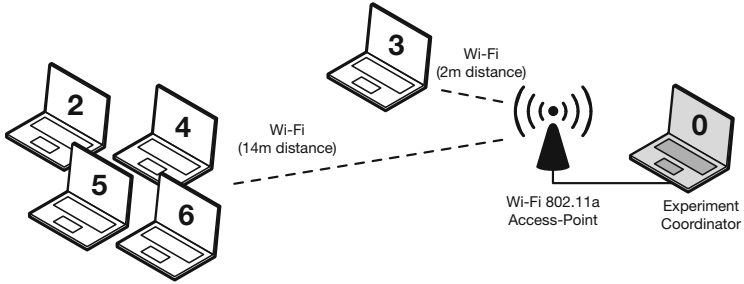 3
Wi-Fi
(2m distance)
2
4
0
Wi-Fi
(14m distance)
5
6
Wi-Fi 802.11a
Access-Point
Experiment
Coordinator